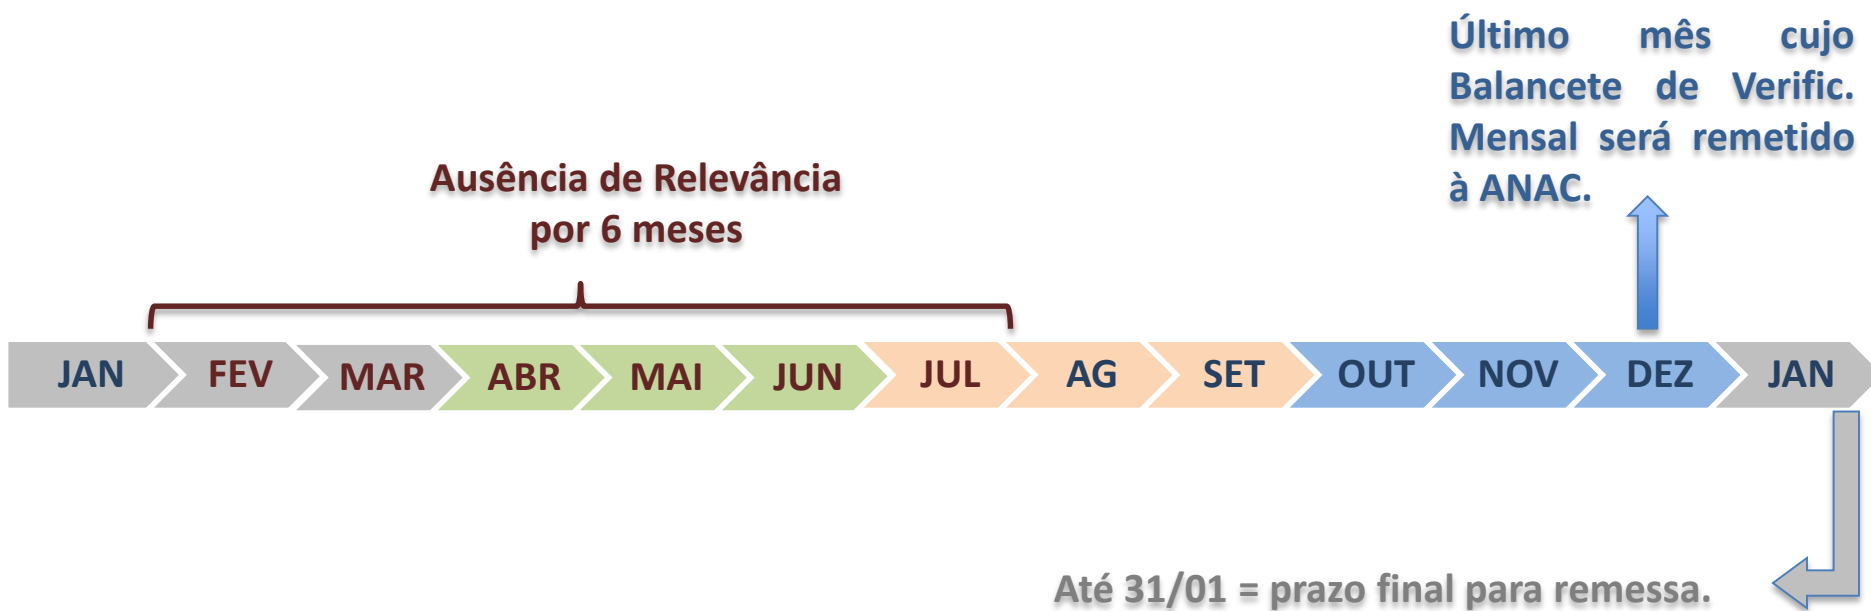 Último mês cujo
Balancete de Verific.
Mensal será remetido
à ANAC.
Ausência de Relevância
por 6 meses
JAN FEV MAR ABR MAI JUN JUL AG SET OUT NOV DEZ JAN
Até 31/01 = prazo final para remessa.